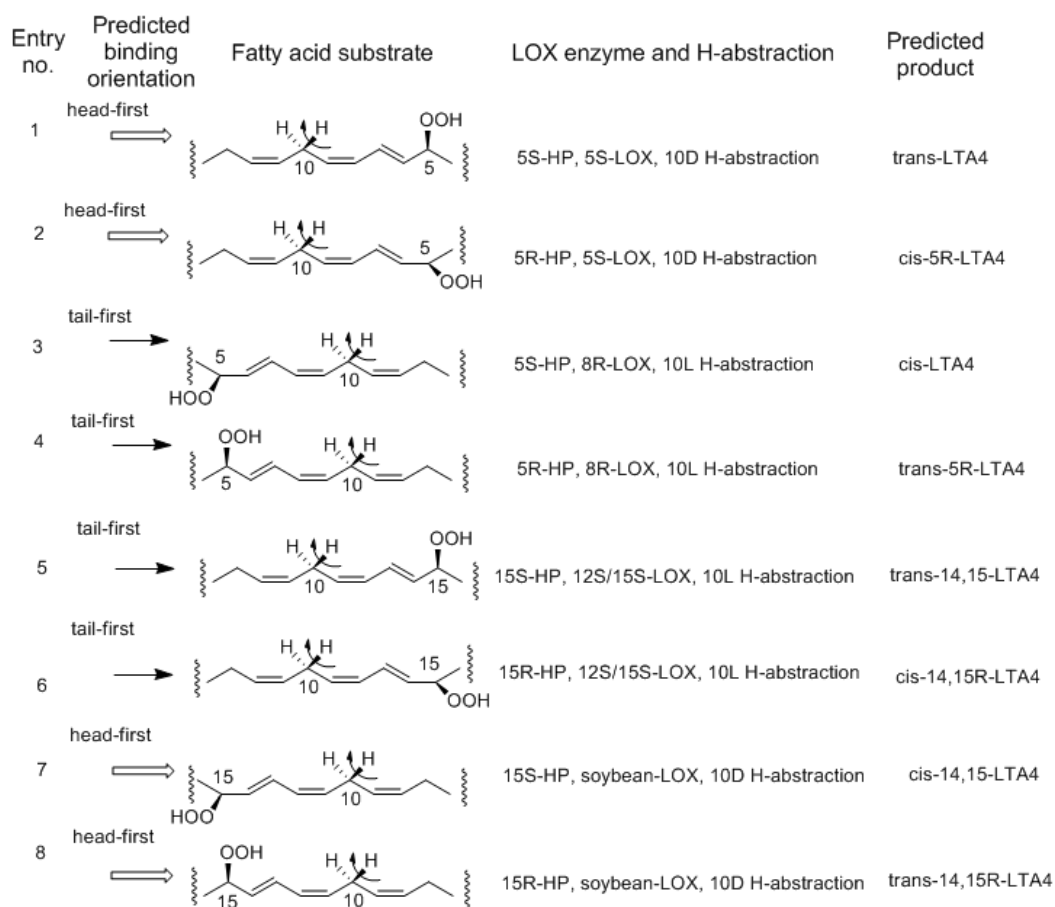 Entry no.
Predicted binding orientation
Fatty acid substrate
LOX enzyme and H-abstraction
Predicted product
head-first
1
H H
OOH
10
5
5S-HP, 5S-LOX, 10D H-abstraction
trans-LTA4
head-first
2
H H
5
10
OOH
5R-HP, 5S-LOX, 10D H-abstraction
cis-5R-LTA4
tail-first
3
5
H H
10
HOO
5S-HP, 8R-LOX, 10L H-abstraction
cis-LTA4
tail-first
4
OOH
H H
5
10
5R-HP, 8R-LOX, 10L H-abstraction
trans-5R-LTA4
tail-first
5
H H
OOH
10
15
15S-HP, 12S/15S-LOX, 10L H-abstraction
trans-14,15-LTA4
tail-first
6
H H
15
10
OOH
15R-HP, 12S/15S-LOX, 10L H-abstraction
cis-14,15R-LTA4
head-first
7
15
H H
10
HOO
15S-HP, soybean-LOX, 10D H-abstraction
cis-14,15-LTA4
head-first
8
OOH
H H
15
10
15R-HP, soybean-LOX, 10D H-abstraction
trans-14,15R-LTA4